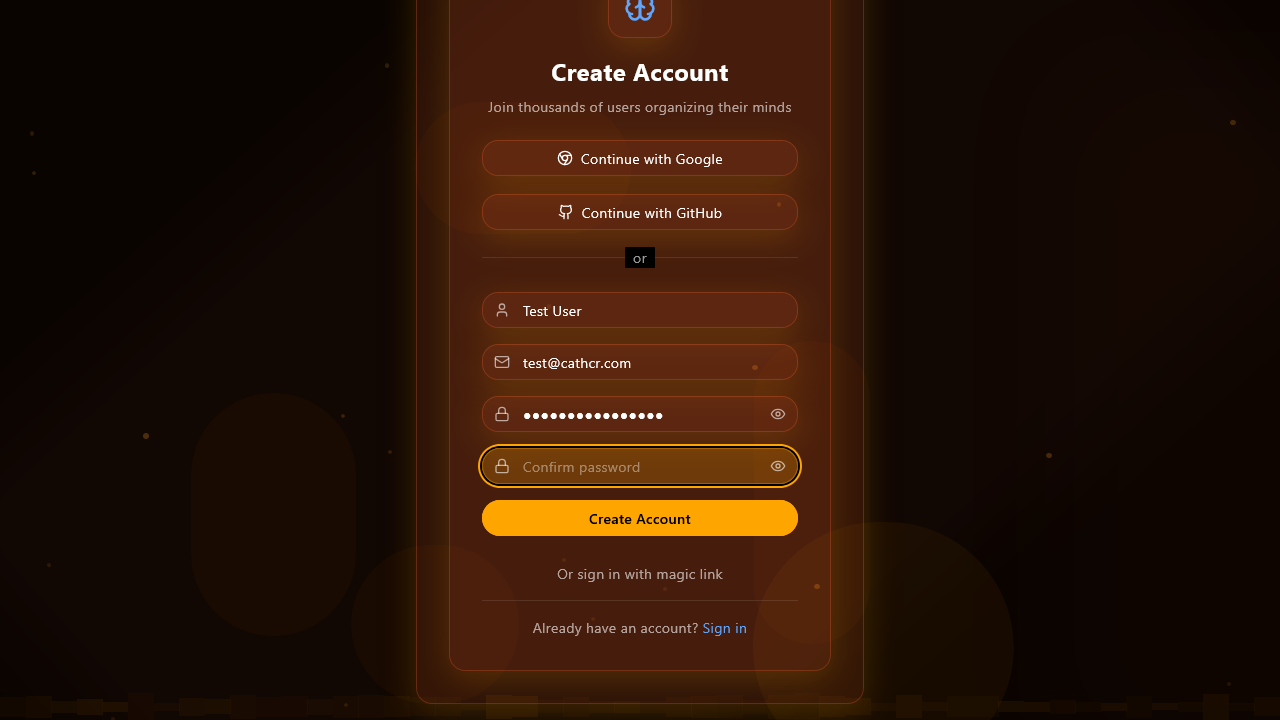 Create Account
Join thousands of users organizing their minds
Continue with Google
Continue with GitHub
or
Test User
test@cathcr.com
●●●●●●●●●●●●●●●●
Confirm password
Create Account
Or sign in with magic link
Already have an account? Sign in